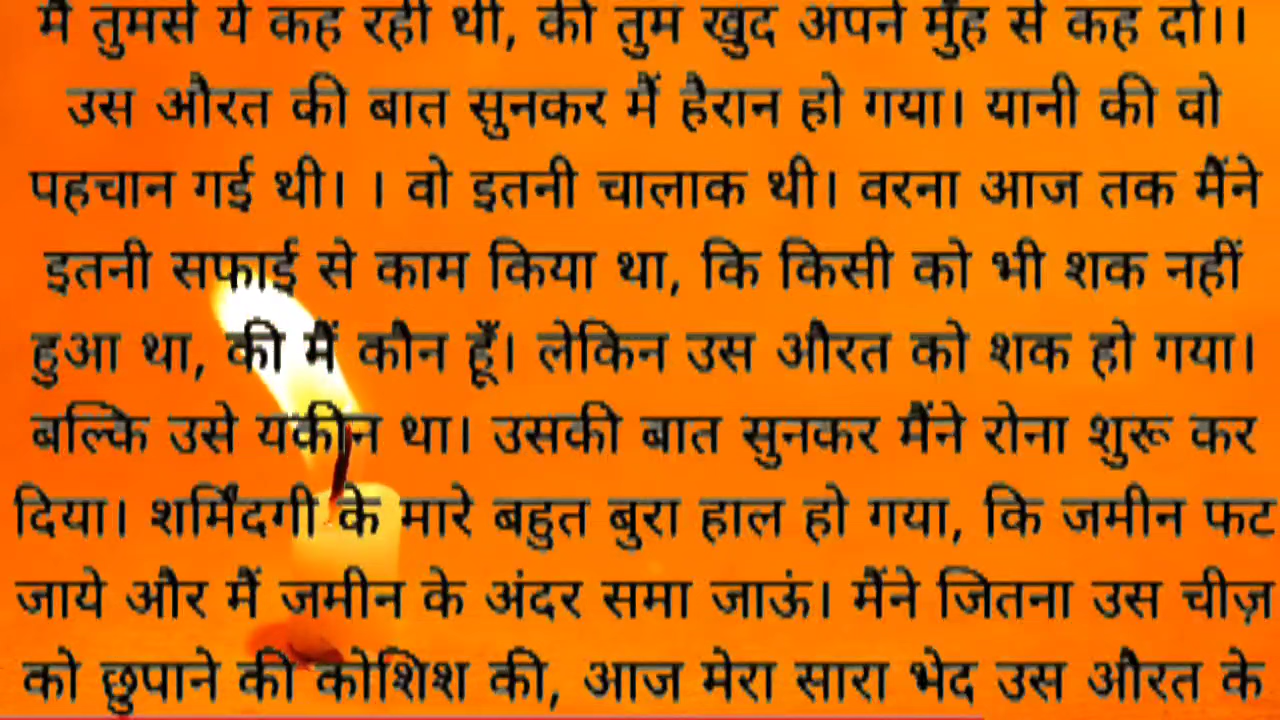 मैं तुमसे ये कह रही थी, की तुम खुद अपने मुँह से कह दो।।
उस औरत की बात सुनकर मैं हैरान हो गया। यानी की वो
पहचान गई थी। । वो इतनी चालाक थी। वरना आज तक मैंने
इतनी सफाई से काम किया था, कि किसी को भी शक नहीं
हुआ था, की मैं कौन हूँ। लेकिन उस औरत को शक हो गया।
बल्कि उसे यकीन था। उसकी बात सुनकर मैंने रोना शुरू कर
दिया। शर्मिंदगी के मारे बहुत बुरा हाल हो गया, कि जमीन फट
जाये और मैं जमीन के अंदर समा जाऊं। मैंने जितना उस चीज़
को छुपाने की कोशिश की, आज मेरा सारा भेद उस औरत के